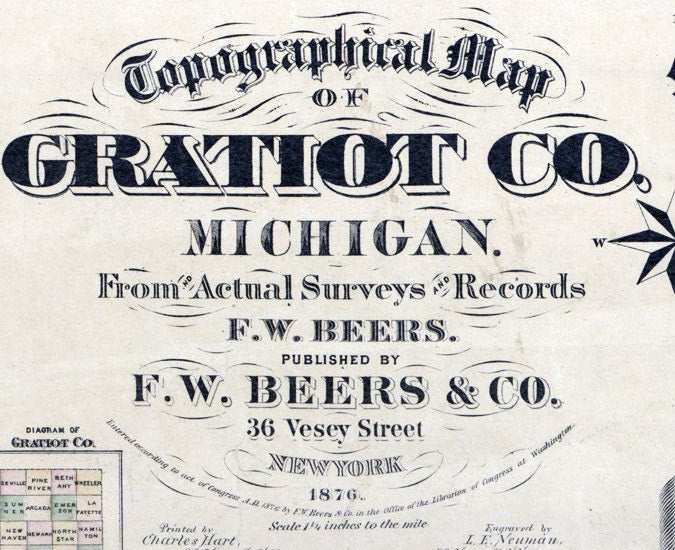 Topographical Map
OF
GRATIOT CO.
MICHIGAN.
From AND Actual Surveys AND Records
F.W. BEERS.
PUBLISHED BY
F.W. BEERS & CO.
36 Vesey Street
NEW YORK
1876.
Entered according to act of Congress A.D. 1876 by F.W. Beers & Co. in the Office of the Librarian of Congress at Washington.
Scale 1¼ inches to the mile
Printed by
Charles Hart,
Engraved by
L.E. Neuman,
W
DIAGRAM OF
GRATIOT CO.
SEVILLE PINE RIVER BETHANY WHEELER
SUMNER ARCADA EMERSON LA FAYETTE
NEW HAVEN NEWARK NORTH STAR HAMILTON